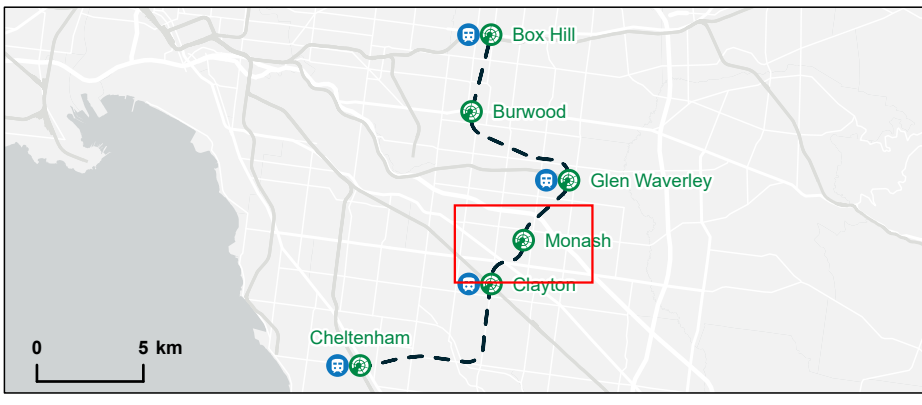 Box Hill
Burwood
Glen Waverley
Monash
Clayton
Cheltenham
0 5 km